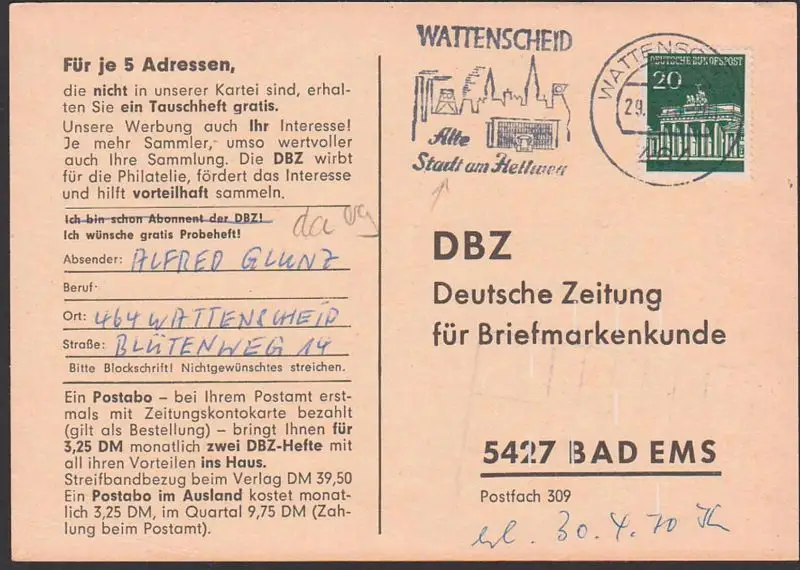 Für je 5 Adressen,
die nicht in unserer Kartei sind, erhal-
ten Sie ein Tauschheft gratis.
Unsere Werbung auch Ihr Interesse!
Je mehr Sammler, umso wertvoller
auch Ihre Sammlung. Die DBZ wirbt
für die Philatelie, fördert das Interesse
und hilft vorteilhaft sammeln.
Ich bin schon Abonnent der DBZ!
Ich wünsche gratis Probeheft!
da
Absender: ALFRED GLUNZ
Beruf:
Ort: 464 WATTENSCHEID
Straße: BLÜTENWEG 14
Bitte Blockschrift! Nichtgewünschtes streichen.
Ein Postabo – bei Ihrem Postamt erst-
mals mit Zeitungskontokarte bezahlt
(gilt als Bestellung) – bringt Ihnen für
3,25 DM monatlich zwei DBZ-Hefte mit
all ihren Vorteilen ins Haus.
Streifbandbezug beim Verlag DM 39,50
Ein Postabo im Ausland kostet monat-
lich 3,25 DM, im Quartal 9,75 DM (Zah-
lung beim Postamt).
WATTENSCHEID
Alte
Stadt am Hellweg
29.
DEUTSCHE BUNDESPOST
20
DBZ
Deutsche Zeitung
für Briefmarkenkunde
5427 BAD EMS
Postfach 309
erl. 30.4.70